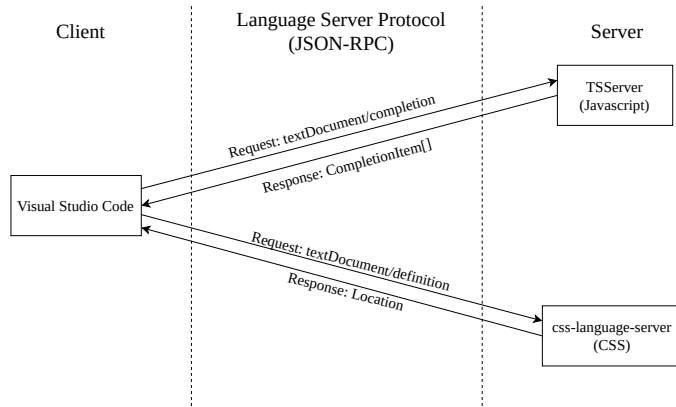 Client
Language Server Protocol
(JSON-RPC)
Server
TSServer
(Javascript)
Request: textDocument/completion
Response: CompletionItem[]
Visual Studio Code
Request: textDocument/definition
Response: Location
css-language-server
(CSS)